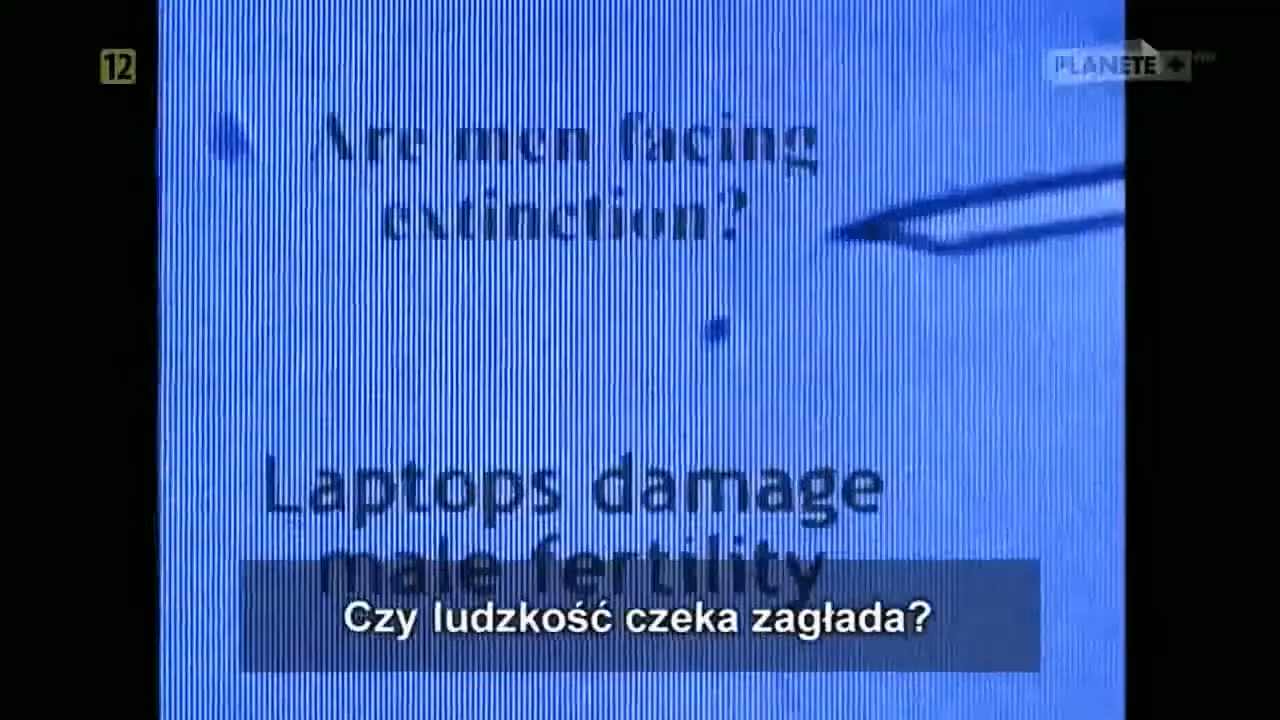 12
PLANETE +
Are men facing
extinction?
Laptops damage
male fertility
Czy ludzkość czeka zagłada?